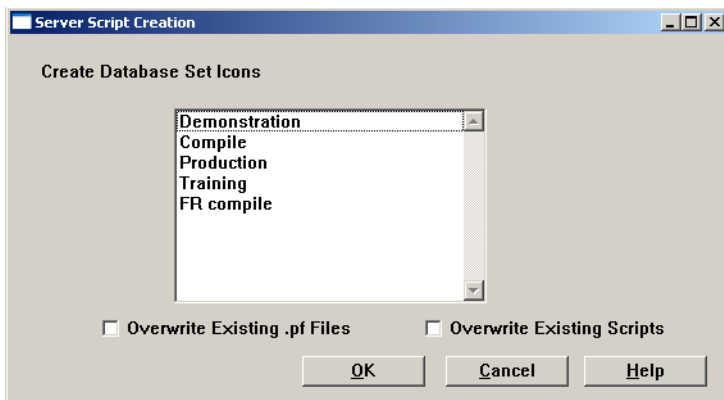 Server Script Creation
Create Database Set Icons
Demonstration
Compile
Production
Training
FR compile
Overwrite Existing .pf Files Overwrite Existing Scripts
OK Cancel Help